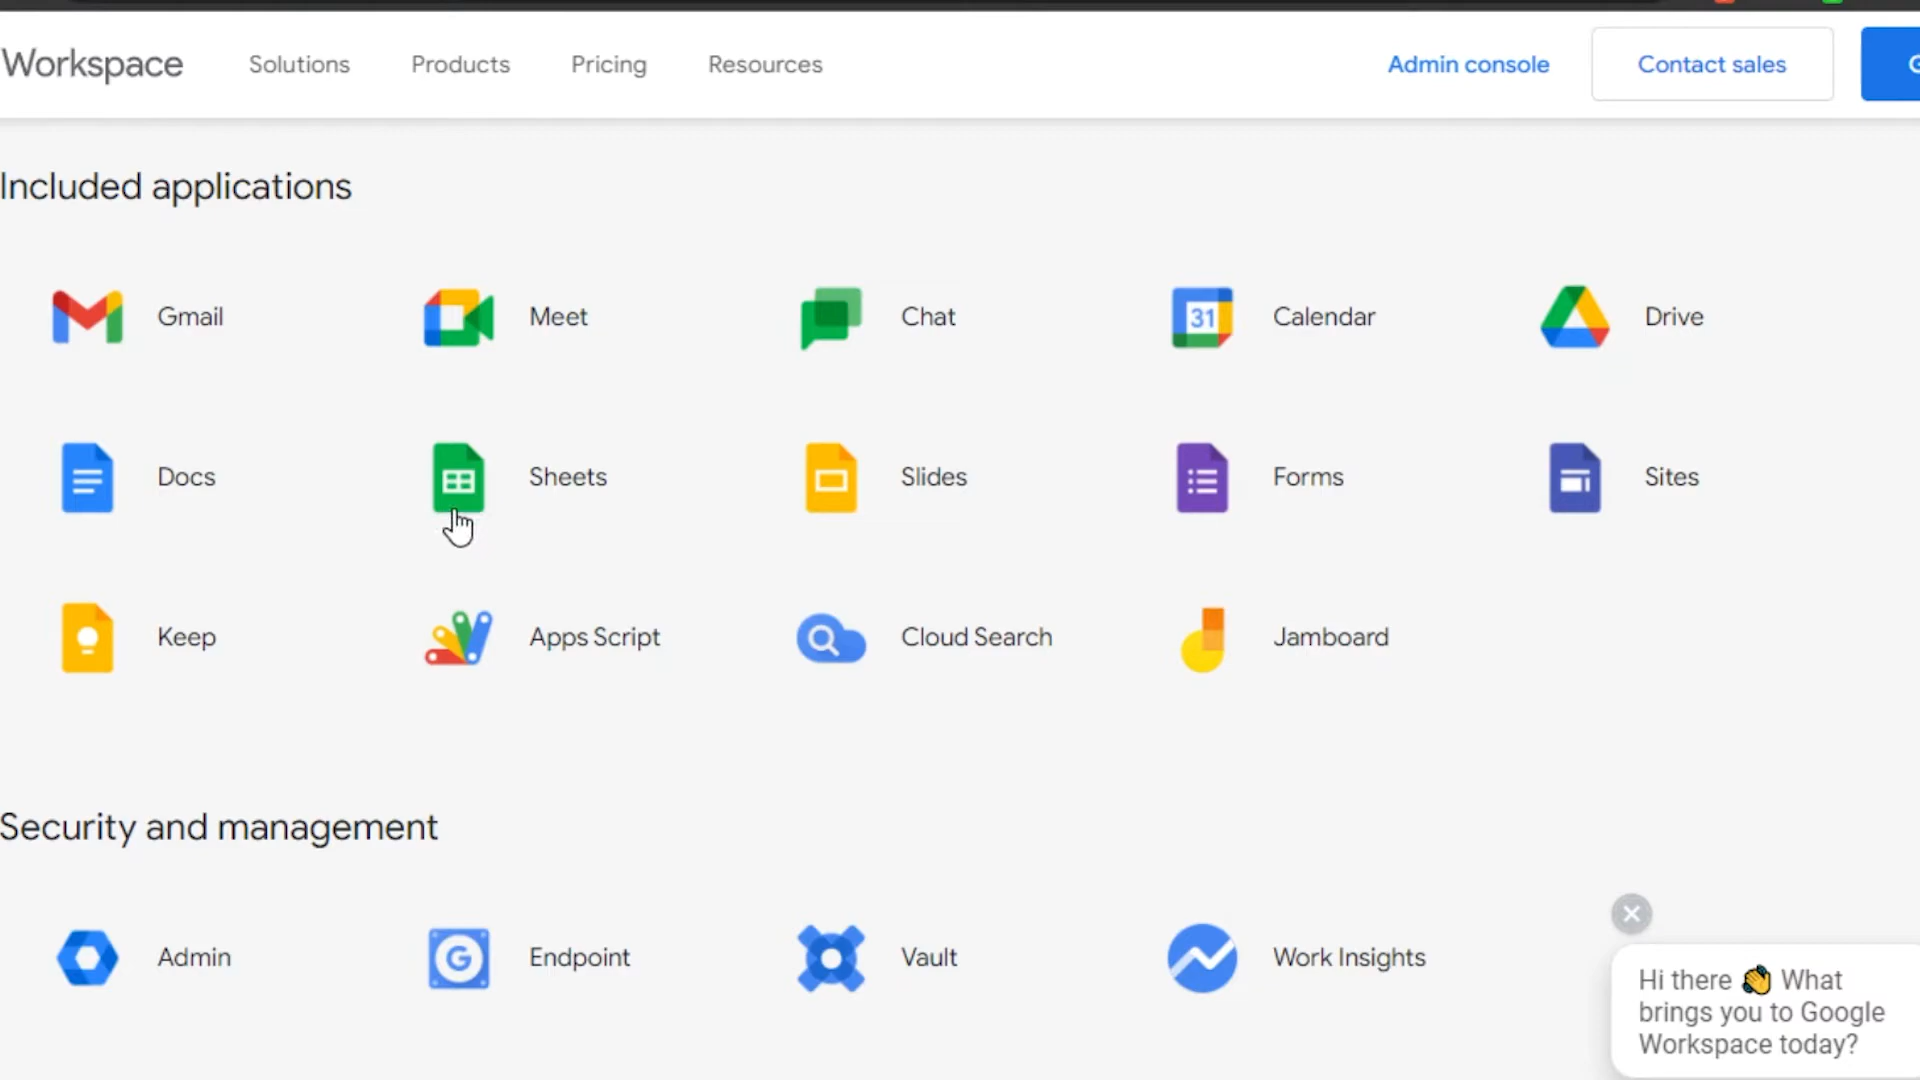 Workspace Solutions Products Pricing Resources Admin console Contact sales
Included applications
Gmail Meet Chat 31 Calendar Drive
Docs Sheets Slides Forms Sites
Keep Apps Script Cloud Search Jamboard
Security and management
Admin G Endpoint Vault Work Insights
Hi there 👋 What
brings you to Google
Workspace today?